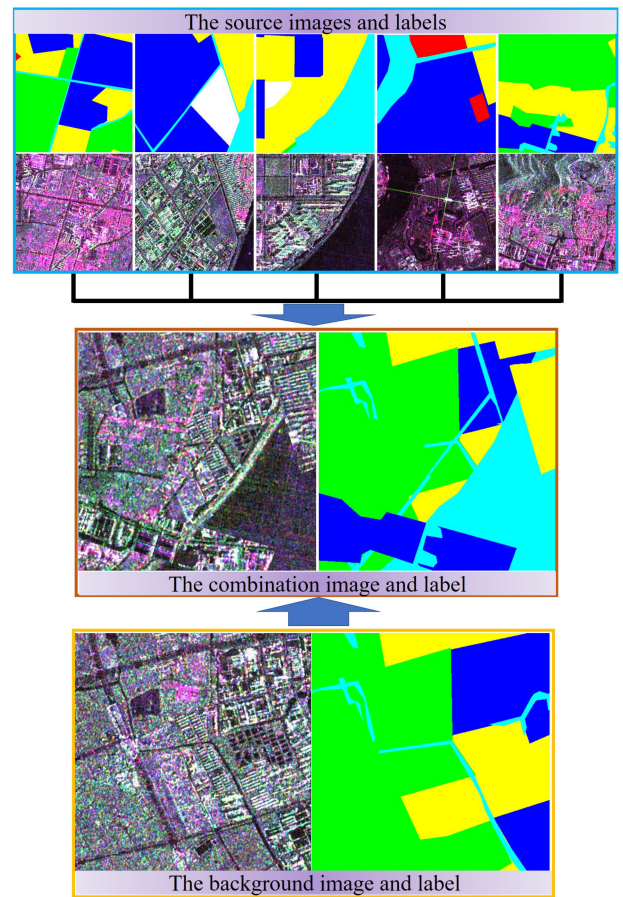 The source images and labels
The combination image and label
The background image and label